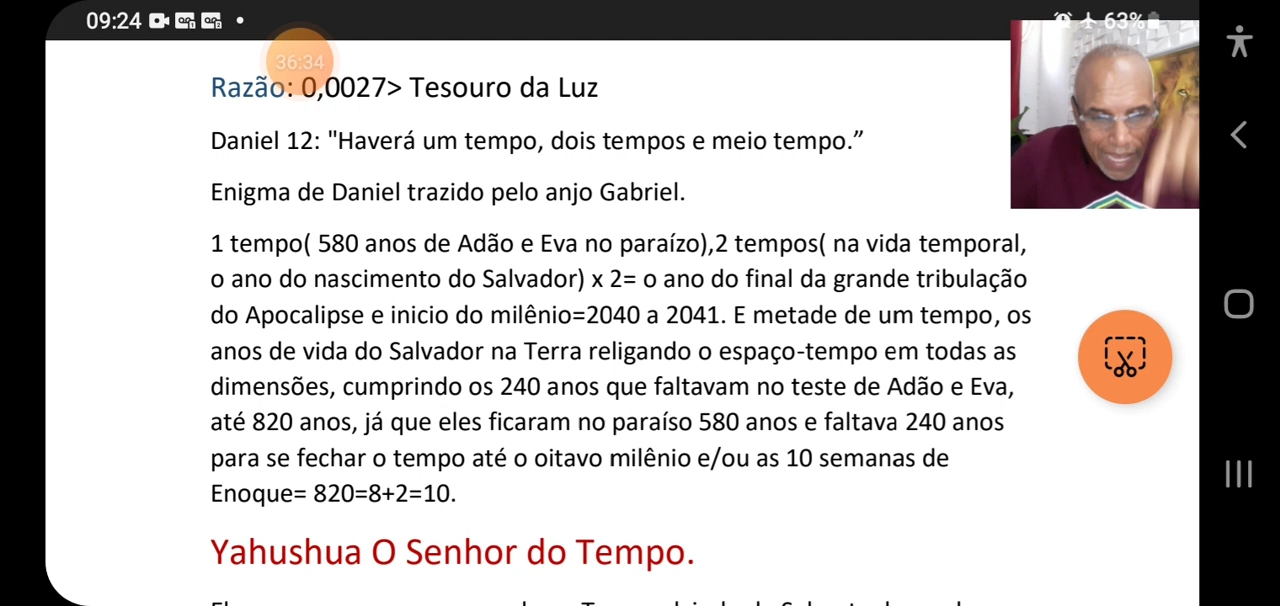 09:24
63%
36:34
Razão: 0,0027> Tesouro da Luz
Daniel 12: "Haverá um tempo, dois tempos e meio tempo.”
Enigma de Daniel trazido pelo anjo Gabriel.
1 tempo( 580 anos de Adão e Eva no paraízo),2 tempos( na vida temporal,
o ano do nascimento do Salvador) x 2= o ano do final da grande tribulação
do Apocalipse e inicio do milênio=2040 a 2041. E metade de um tempo, os
anos de vida do Salvador na Terra religando o espaço-tempo em todas as
dimensões, cumprindo os 240 anos que faltavam no teste de Adão e Eva,
até 820 anos, já que eles ficaram no paraíso 580 anos e faltava 240 anos
para se fechar o tempo até o oitavo milênio e/ou as 10 semanas de
Enoque= 820=8+2=10.
Yahushua O Senhor do Tempo.